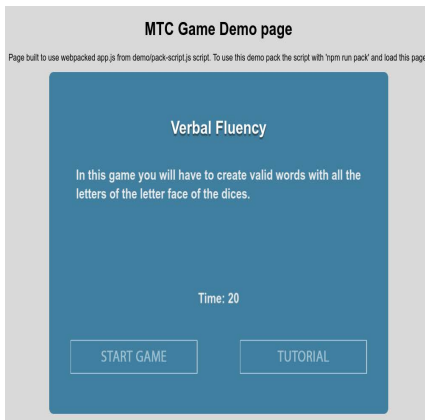 MTC Game Demo page
Page built to use webpacked app.js from demo/pack-script.js script. To use this demo pack the script with 'npm run pack' and load this page
Verbal Fluency
In this game you will have to create valid words with all the
letters of the letter face of the dices.
Time: 20
START GAME
TUTORIAL